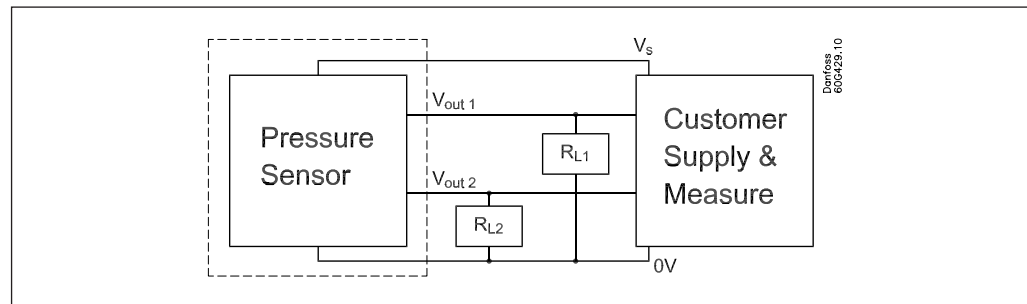 Vs
Danfoss
60G429.10
Vout 1
Pressure
Sensor
Customer
Supply &
Measure
RL1
Vout 2
RL2
0V